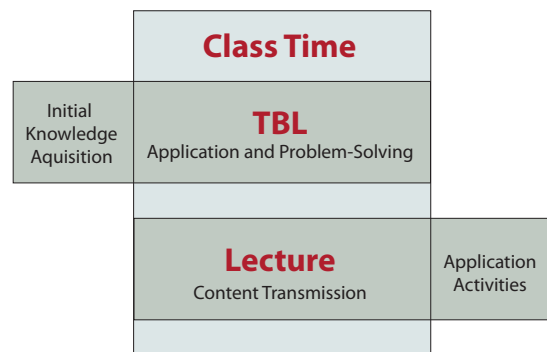 Class Time
Initial
Knowledge
Aquisition
TBL
Application and Problem-Solving
Lecture
Content Transmission
Application
Activities